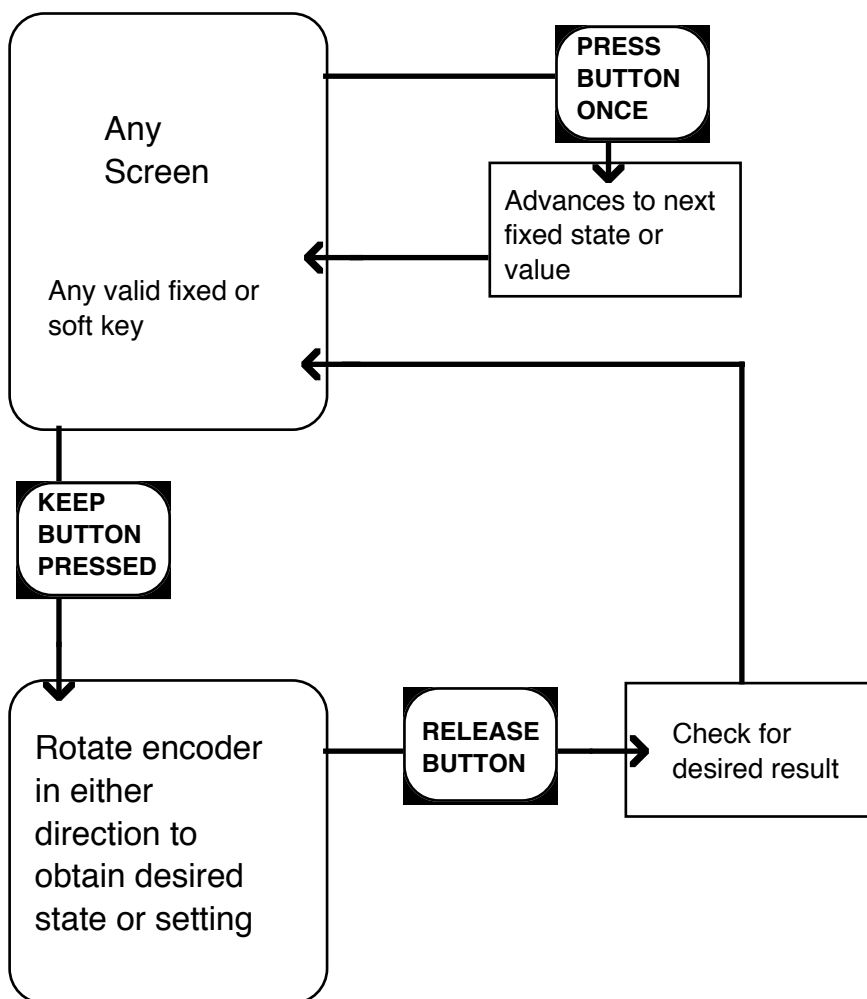 Any
Screen
Any valid fixed or
soft key
PRESS
BUTTON
ONCE
Advances to next
fixed state or
value
KEEP
BUTTON
PRESSED
Rotate encoder
in either
direction to
obtain desired
state or setting
RELEASE
BUTTON
Check for
desired result